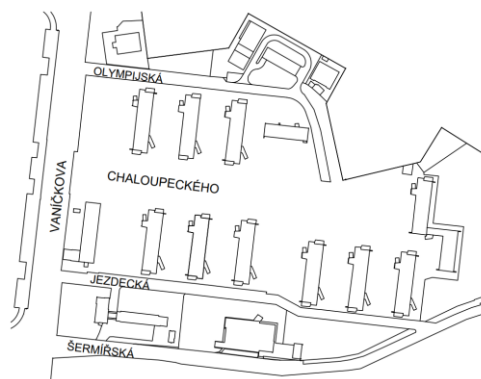 OLYMPIJSKÁ
CHALOUPECKÉHO
VANÍČKOVA
JEZDECKÁ
ŠERMÍŘSKÁ